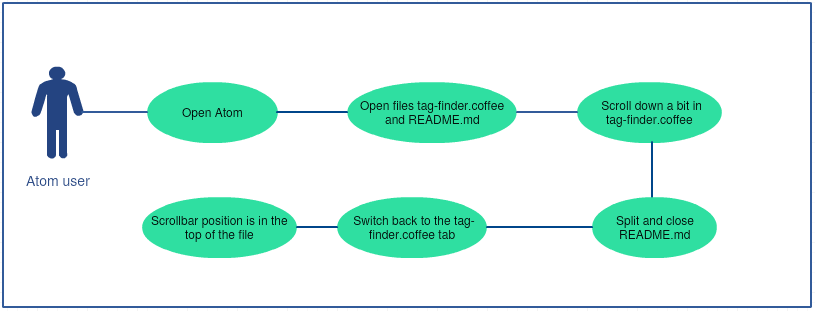 Open Atom
Open files tag-finder.coffee
and README.md
Scroll down a bit in
tag-finder.coffee
Atom user
Scrollbar position is in the
top of the file
Switch back to the tag-
finder.coffee tab
Split and close
README.md